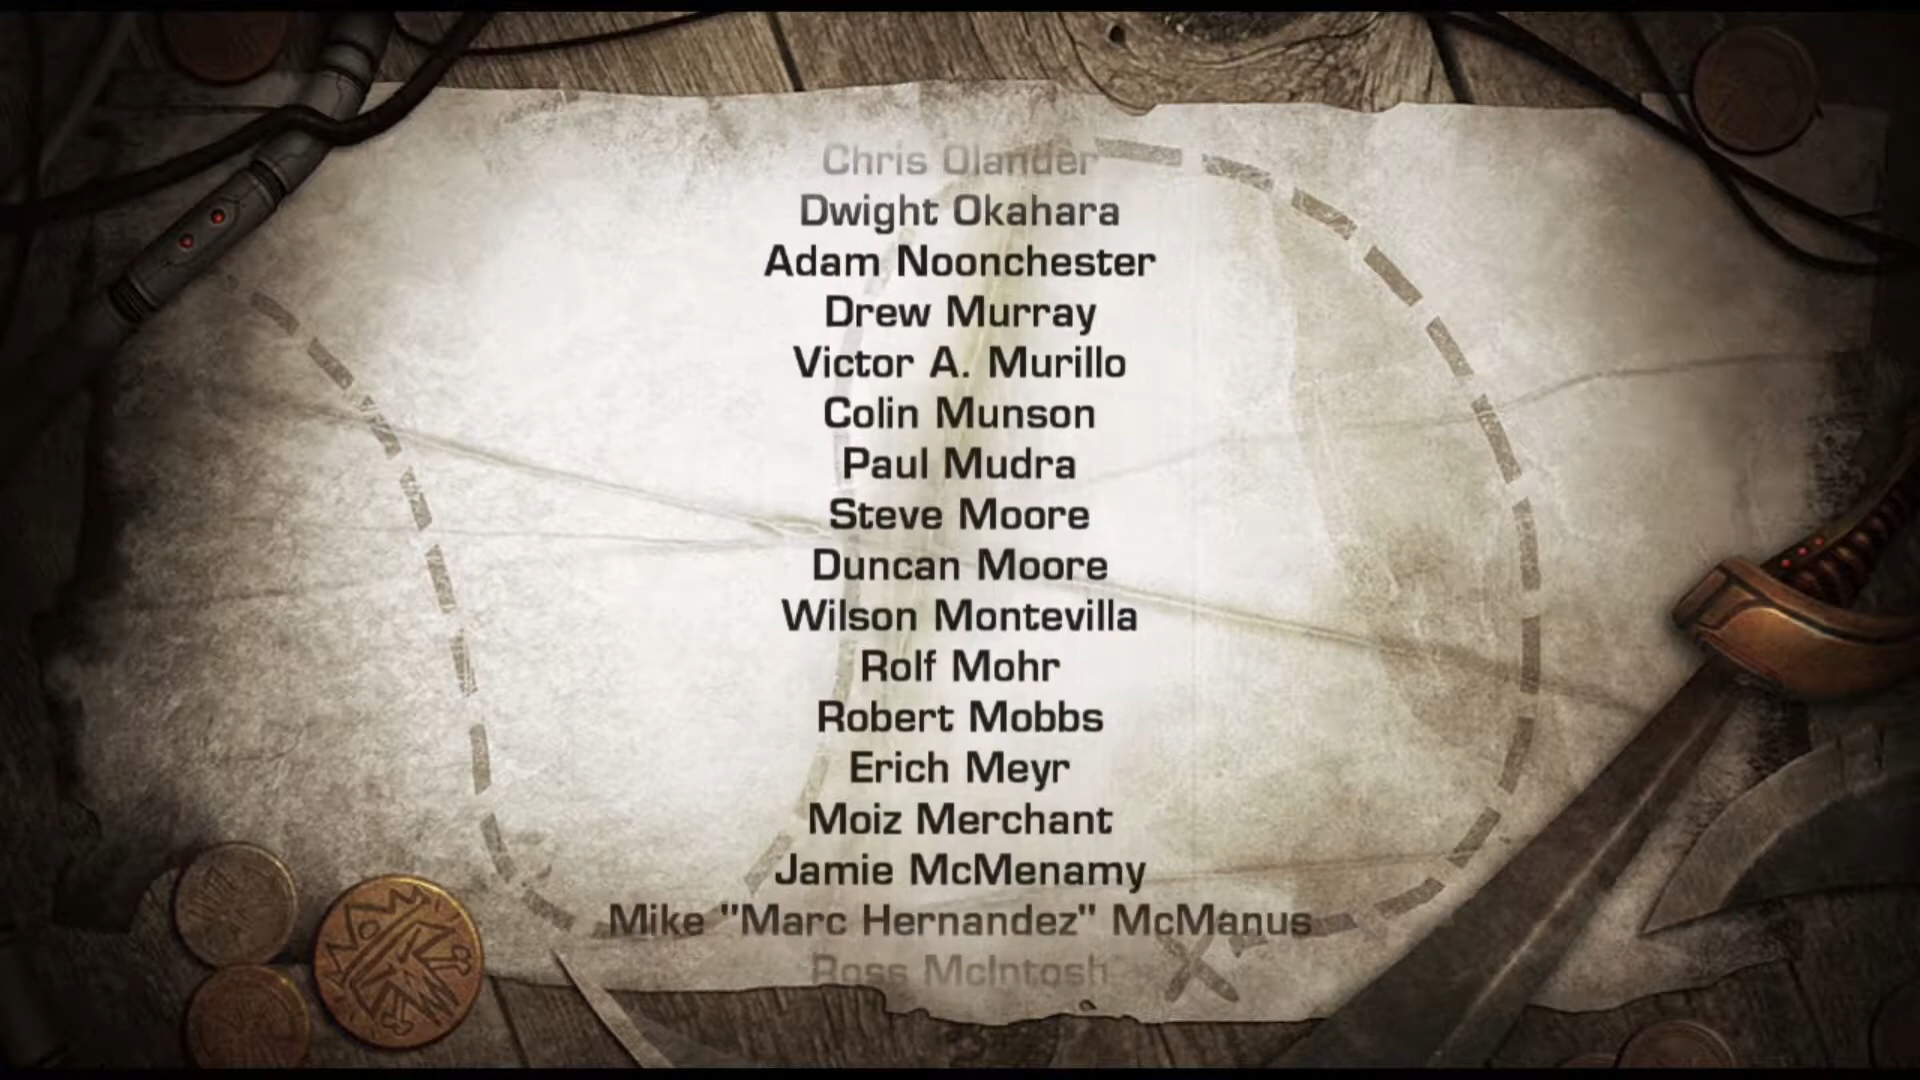 Chris Olander
Dwight Okahara
Adam Noonchester
Drew Murray
Victor A. Murillo
Colin Munson
Paul Mudra
Steve Moore
Duncan Moore
Wilson Montevilla
Rolf Mohr
Robert Mobbs
Erich Meyr
Moiz Merchant
Jamie McMenamy
Mike "Marc Hernandez" McManus
Ross McIntosh